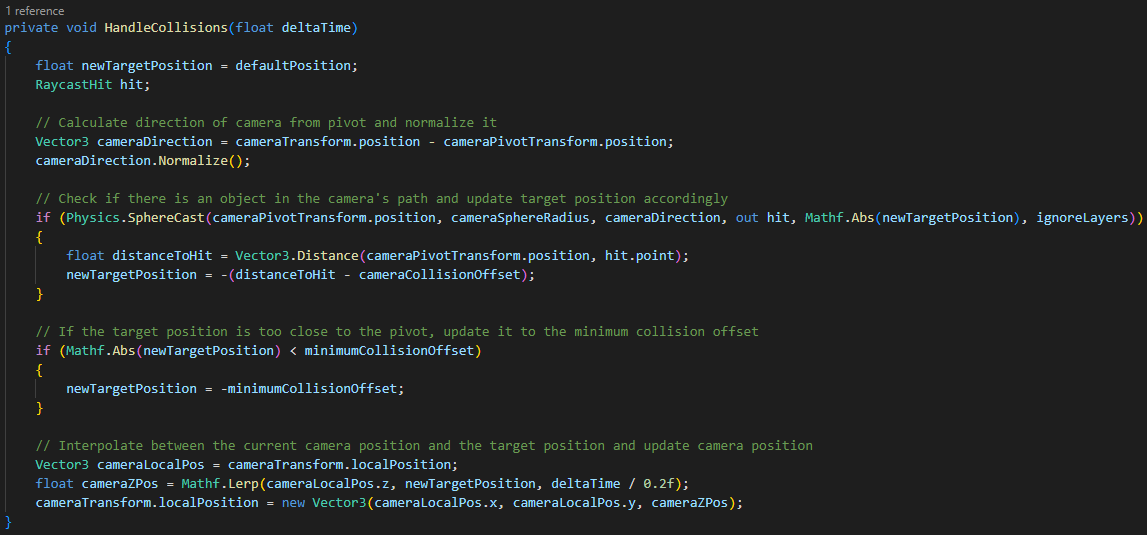 1 reference
private void HandleCollisions(float deltaTime)
{
    float newTargetPosition = defaultPosition;
    RaycastHit hit;

    // Calculate direction of camera from pivot and normalize it
    Vector3 cameraDirection = cameraTransform.position - cameraPivotTransform.position;
    cameraDirection.Normalize();

    // Check if there is an object in the camera's path and update target position accordingly
    if (Physics.SphereCast(cameraPivotTransform.position, cameraSphereRadius, cameraDirection, out hit, Mathf.Abs(newTargetPosition), ignoreLayers))
    {
        float distanceToHit = Vector3.Distance(cameraPivotTransform.position, hit.point);
        newTargetPosition = -(distanceToHit - cameraCollisionOffset);
    }

    // If the target position is too close to the pivot, update it to the minimum collision offset
    if (Mathf.Abs(newTargetPosition) < minimumCollisionOffset)
    {
        newTargetPosition = -minimumCollisionOffset;
    }

    // Interpolate between the current camera position and the target position and update camera position
    Vector3 cameraLocalPos = cameraTransform.localPosition;
    float cameraZPos = Mathf.Lerp(cameraLocalPos.z, newTargetPosition, deltaTime / 0.2f);
    cameraTransform.localPosition = new Vector3(cameraLocalPos.x, cameraLocalPos.y, cameraZPos);
}